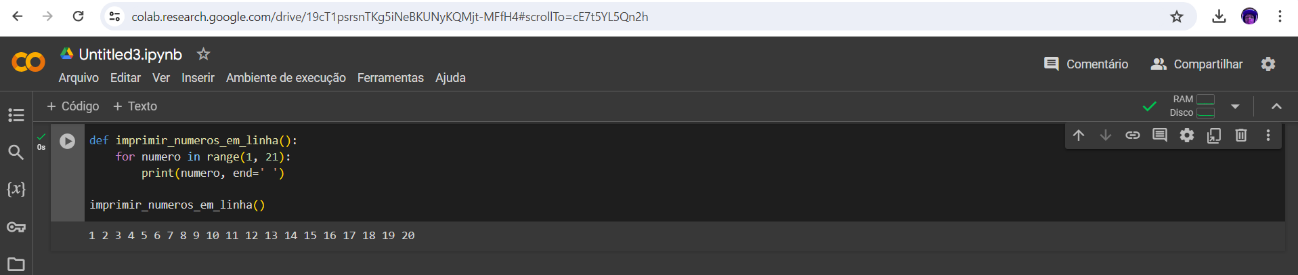 colab.research.google.com/drive/19cT1psrsnTKg5iNeBKUNyKQMjt-MFfH4#scrollTo=cE7t5YL5Qn2h
Untitled3.ipynb
Arquivo Editar Ver Inserir Ambiente de execução Ferramentas Ajuda
Comentário Compartilhar
+ Código + Texto
RAM
Disco
0s
def imprimir_numeros_em_linha():
    for numero in range(1, 21):
        print(numero, end=' ')
imprimir_numeros_em_linha()
1 2 3 4 5 6 7 8 9 10 11 12 13 14 15 16 17 18 19 20
{x}